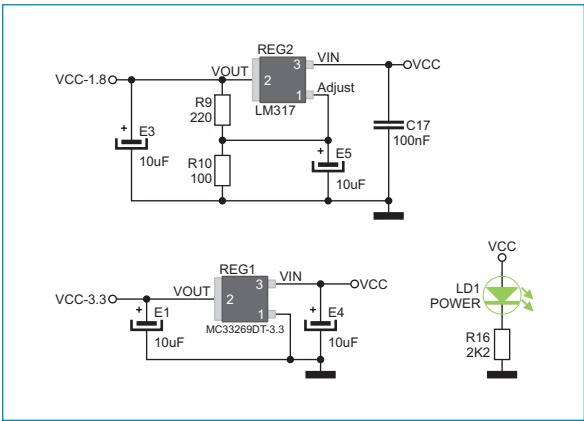 REG2
VIN
VCC
VCC-1.8
VOUT
3
2
1
Adjust
LM317
R9
220
+
E3
10uF
R10
100
+
E5
10uF
C17
100nF
REG1
VIN
VCC
VCC-3.3
VOUT
3
2
1
MC33269DT-3.3
+
E1
10uF
+
E4
10uF
VCC
LD1
POWER
R16
2K2